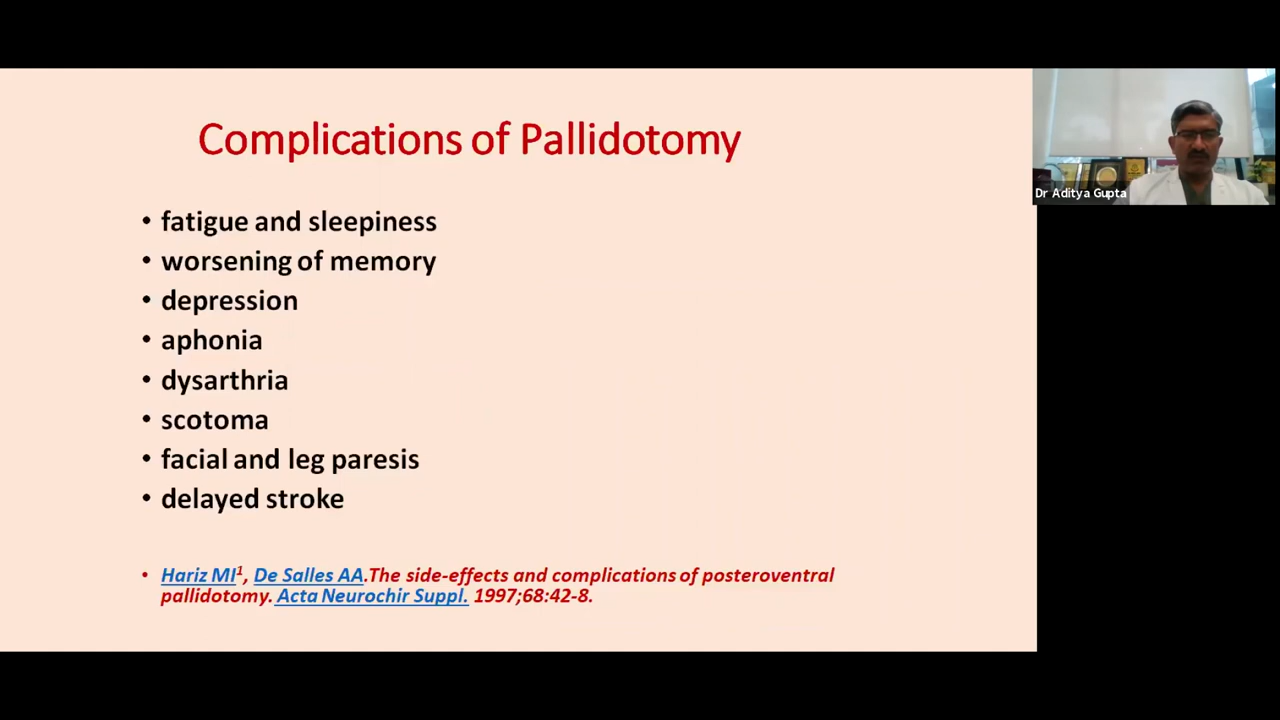 Complications of Pallidotomy
• fatigue and sleepiness
• worsening of memory
• depression
• aphonia
• dysarthria
• scotoma
• facial and leg paresis
• delayed stroke
• Hariz MI1, De Salles AA.The side-effects and complications of posteroventral
pallidotomy. Acta Neurochir Suppl. 1997;68:42-8.
Dr Aditya Gupta